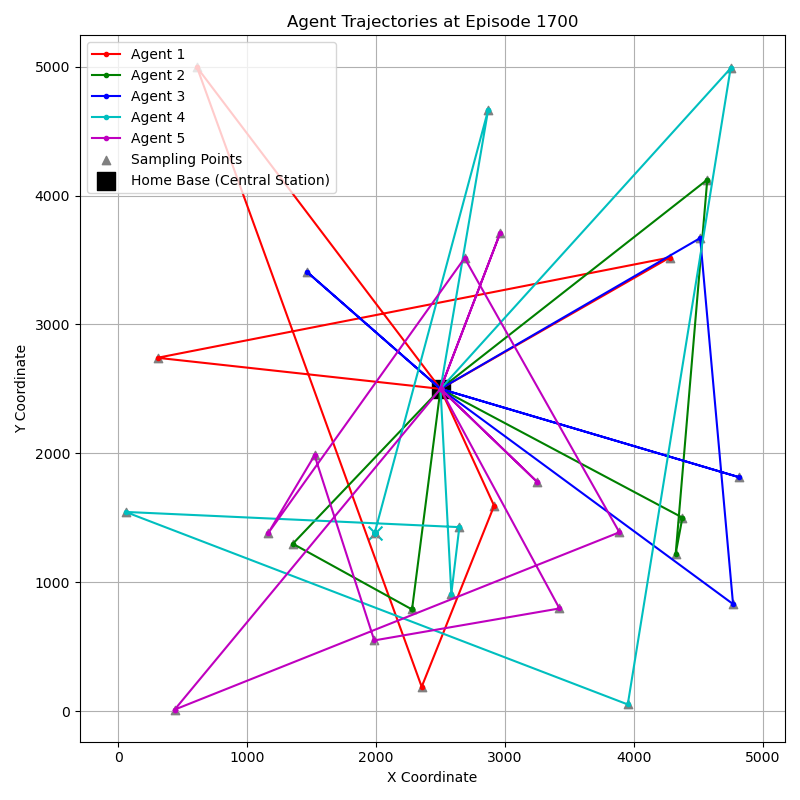 Agent Trajectories at Episode 1700
Agent 1
Agent 2
Agent 3
Agent 4
Agent 5
Sampling Points
Home Base (Central Station)
Y Coordinate
5000
4000
3000
2000
1000
0
0 1000 2000 3000 4000 5000
X Coordinate